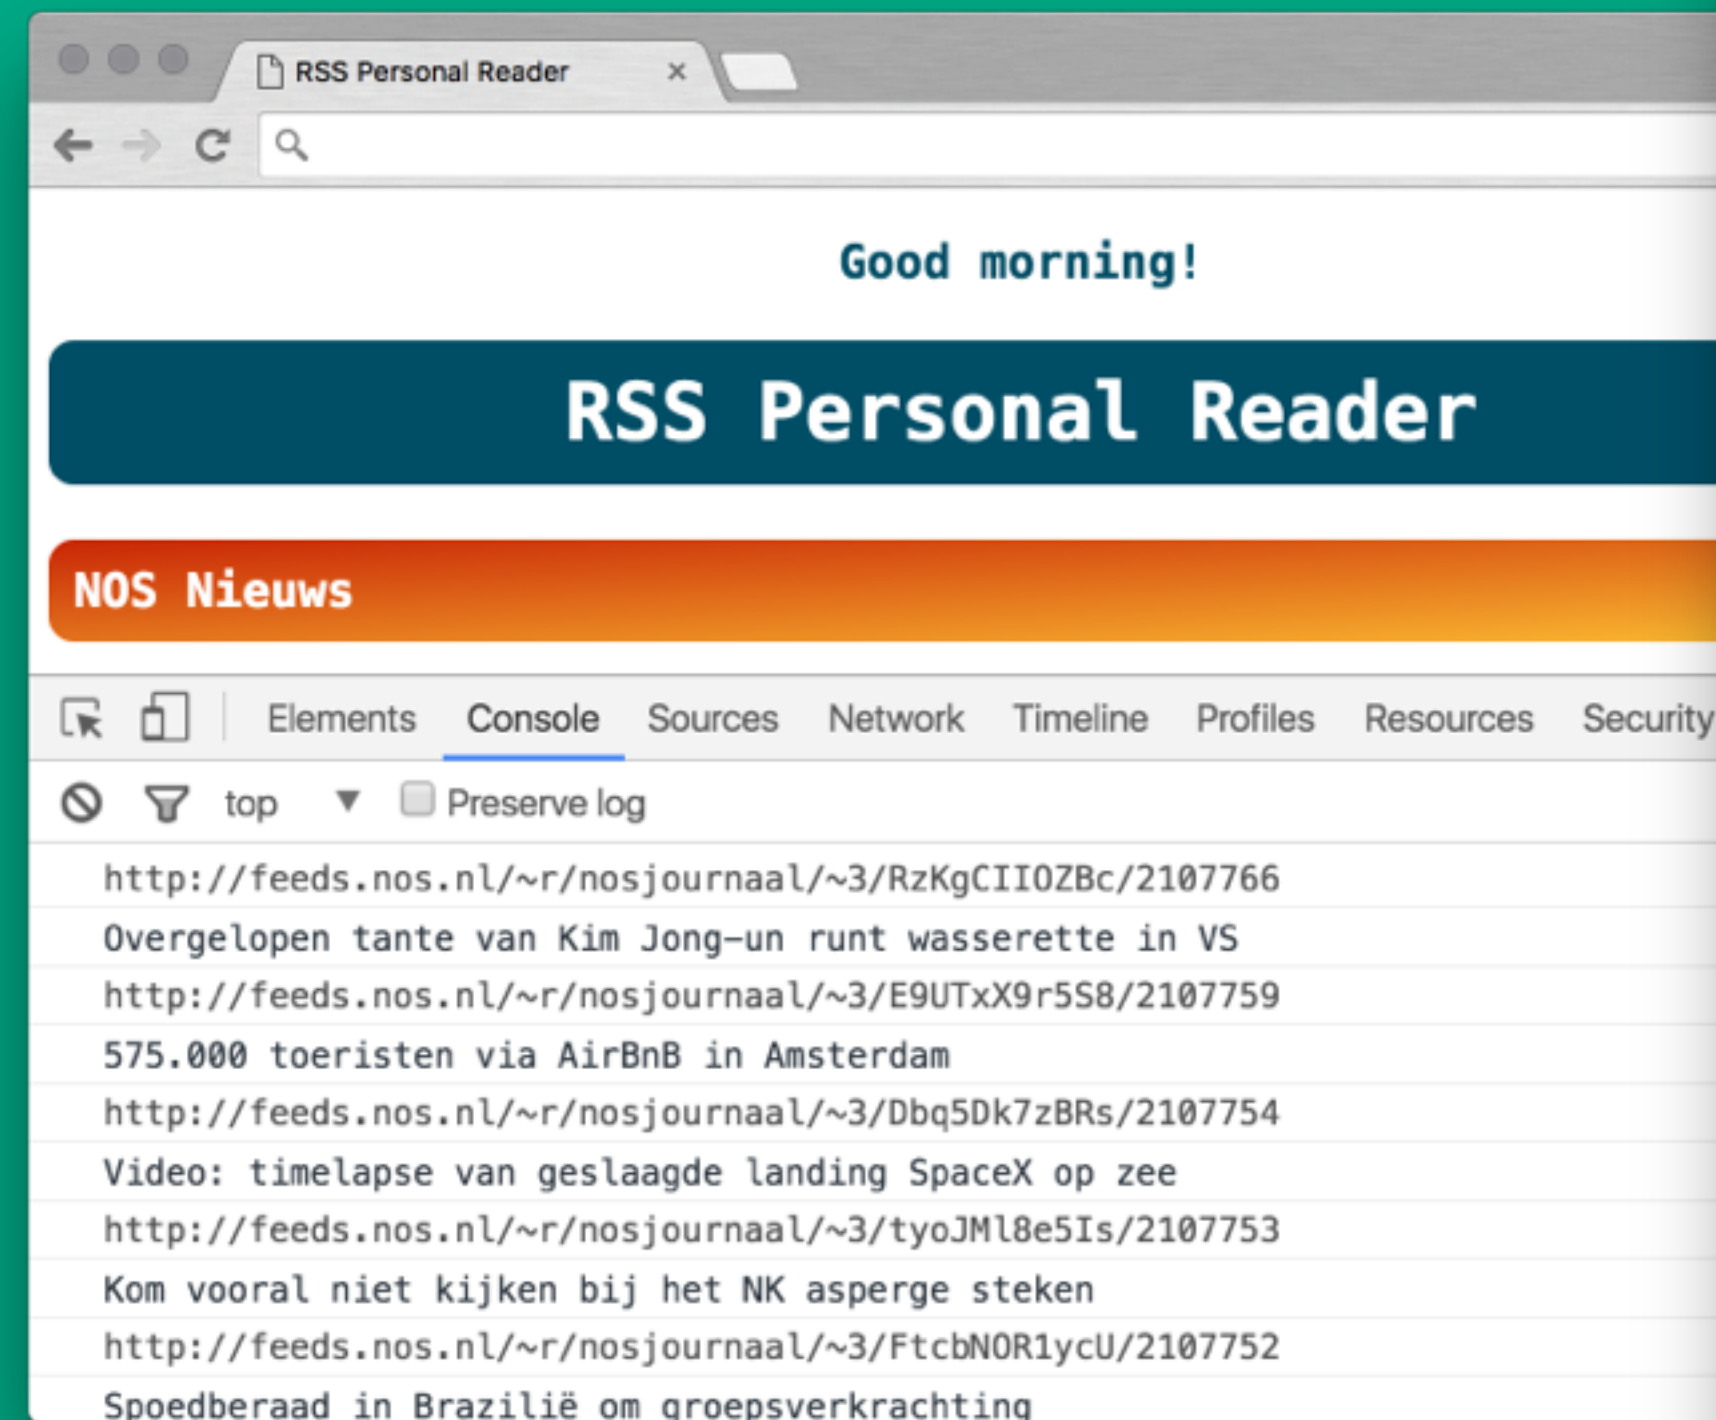 RSS Personal Reader
Good morning!
RSS Personal Reader
NOS Nieuws
Elements Console Sources Network Timeline Profiles Resources Security
top Preserve log
http://feeds.nos.nl/~r/nosjournaal/~3/RzKgCIIOZBc/2107766
Overgelopen tante van Kim Jong-un runt wasserette in VS
http://feeds.nos.nl/~r/nosjournaal/~3/E9UTxX9r5S8/2107759
575.000 toeristen via AirBnB in Amsterdam
http://feeds.nos.nl/~r/nosjournaal/~3/Dbq5Dk7zBRs/2107754
Video: timelapse van geslaagde landing SpaceX op zee
http://feeds.nos.nl/~r/nosjournaal/~3/tyoJMl8e5Is/2107753
Kom vooral niet kijken bij het NK asperge steken
http://feeds.nos.nl/~r/nosjournaal/~3/FtcbNOR1ycU/2107752
Spoedberaad in Brazilië om groepsverkrachting